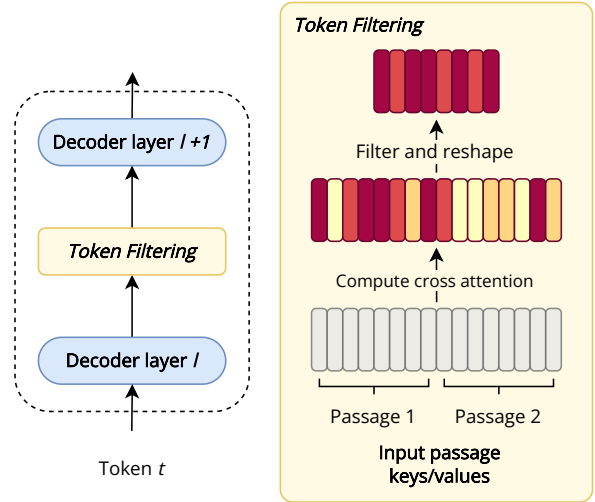 Decoder layer l +1
Token Filtering
Decoder layer l
Token t
Token Filtering
Filter and reshape
Compute cross attention
Passage 1
Passage 2
Input passage
keys/values